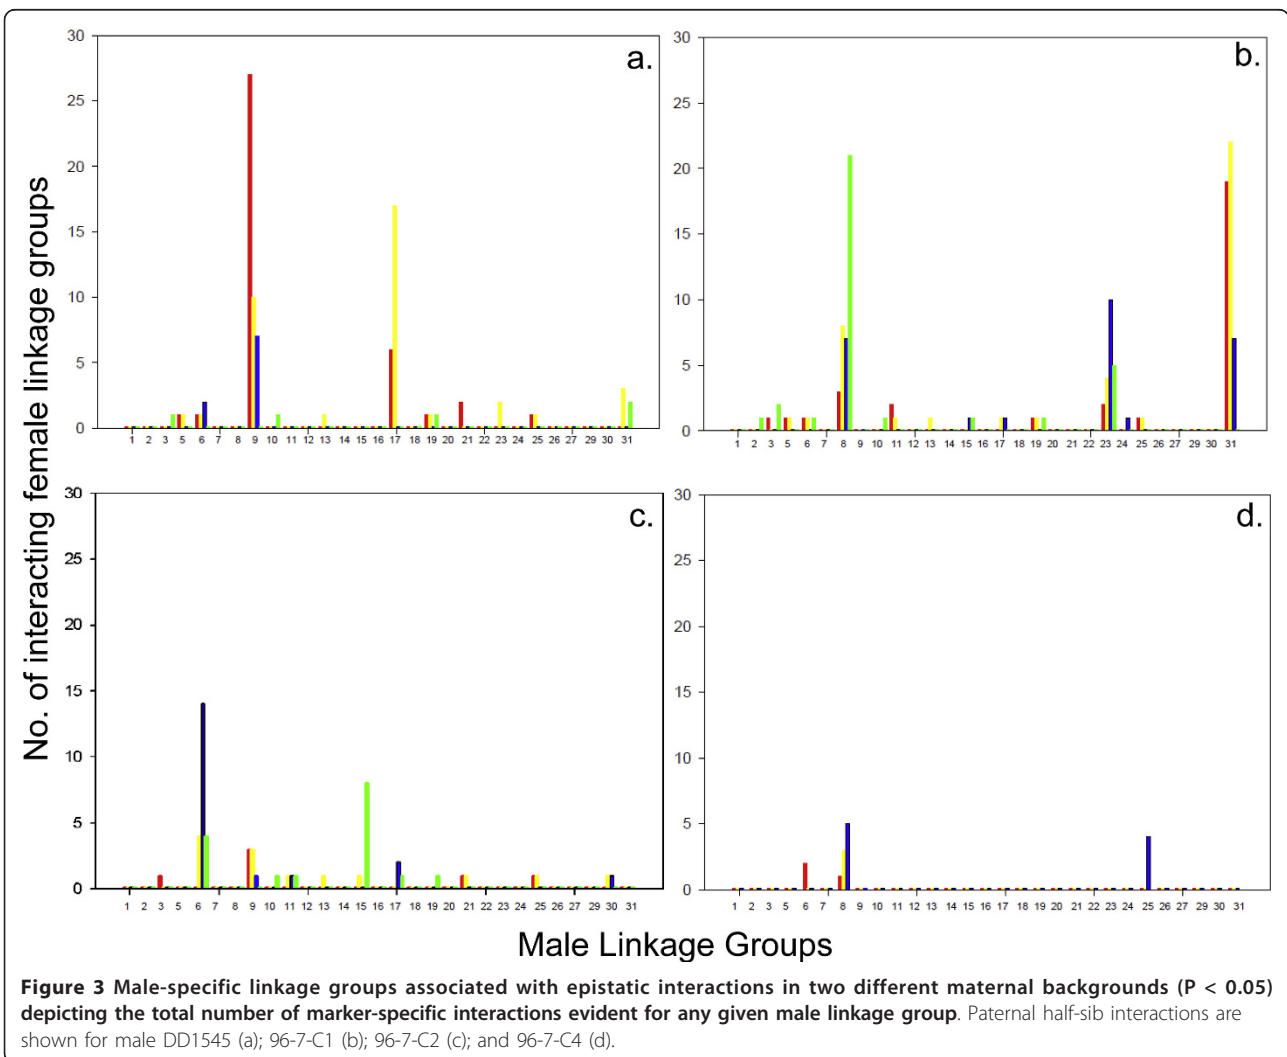 No. of interacting female linkage groups
a.
30
25
20
15
10
5
0
1 2 3 5 6 7 8 9 10 11 12 13 14 15 16 17 18 19 20 21 22 23 24 25 26 27 29 30 31
b.
30
25
20
15
10
5
0
1 2 3 5 6 7 8 9 10 11 12 13 14 15 16 17 18 19 20 21 22 23 24 25 26 27 29 30 31
c.
30
25
20
15
10
5
0
1 2 3 5 6 7 8 9 10 11 12 13 14 15 16 17 18 19 20 21 22 23 24 25 26 27 29 30 31
d.
30
25
20
15
10
5
0
1 2 3 5 6 7 8 9 10 11 12 13 14 15 16 17 18 19 20 21 22 23 24 25 26 27 29 30 31
Male Linkage Groups
Figure 3 Male-specific linkage groups associated with epistatic interactions in two different maternal backgrounds (P < 0.05)
depicting the total number of marker-specific interactions evident for any given male linkage group. Paternal half-sib interactions are
shown for male DD1545 (a); 96-7-C1 (b); 96-7-C2 (c); and 96-7-C4 (d).